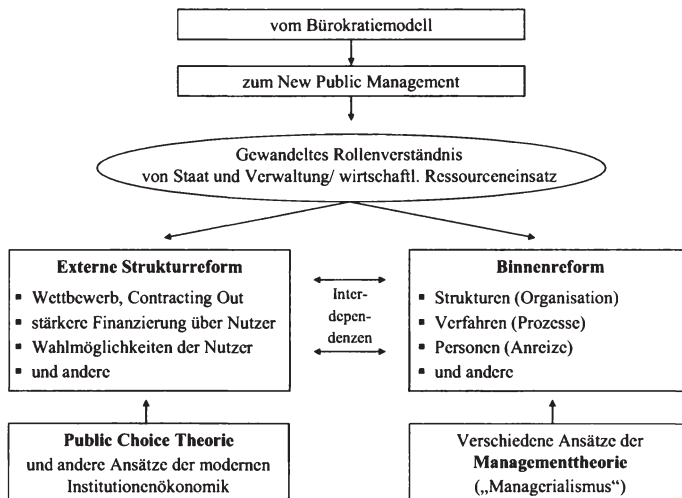 vom Bürokratiemodell
zum New Public Management
Gewandeltes Rollenverständnis
von Staat und Verwaltung/ wirtschaftl. Ressourceneinsatz
Externe Strukturreform
▪ Wettbewerb, Contracting Out
▪ stärkere Finanzierung über Nutzer
▪ Wahlmöglichkeiten der Nutzer
▪ und andere
Inter-
depen-
denzen
Binnenreform
▪ Strukturen (Organisation)
▪ Verfahren (Prozesse)
▪ Personen (Anreize)
▪ und andere
Public Choice Theorie
und andere Ansätze der modernen
Institutionenökonomik
Verschiedene Ansätze der
Managementtheorie
(„Managerialismus“)